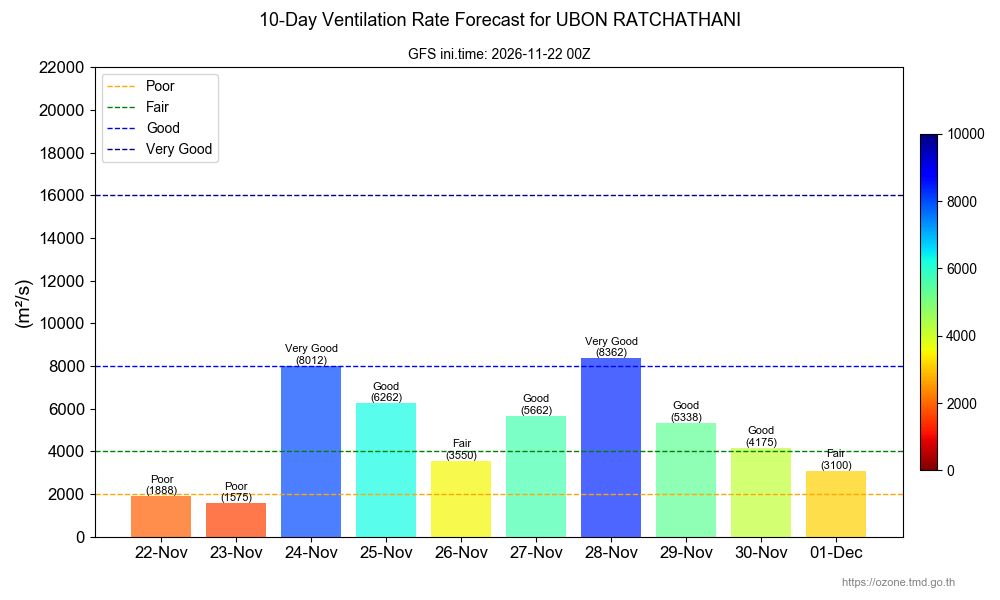 10-Day Ventilation Rate Forecast for UBON RATCHATHANI
GFS ini.time: 2026-11-22 00Z
(m²/s)
22000
20000
18000
16000
14000
12000
10000
8000
6000
4000
2000
0
Poor
Fair
Good
Very Good
Poor
(1888)
Poor
(1575)
Very Good
(8012)
Good
(6262)
Fair
(3550)
Good
(5662)
Very Good
(8362)
Good
(5338)
Good
(4175)
Fair
(3100)
22-Nov 23-Nov 24-Nov 25-Nov 26-Nov 27-Nov 28-Nov 29-Nov 30-Nov 01-Dec
10000
8000
6000
4000
2000
0
https://ozone.tmd.go.th